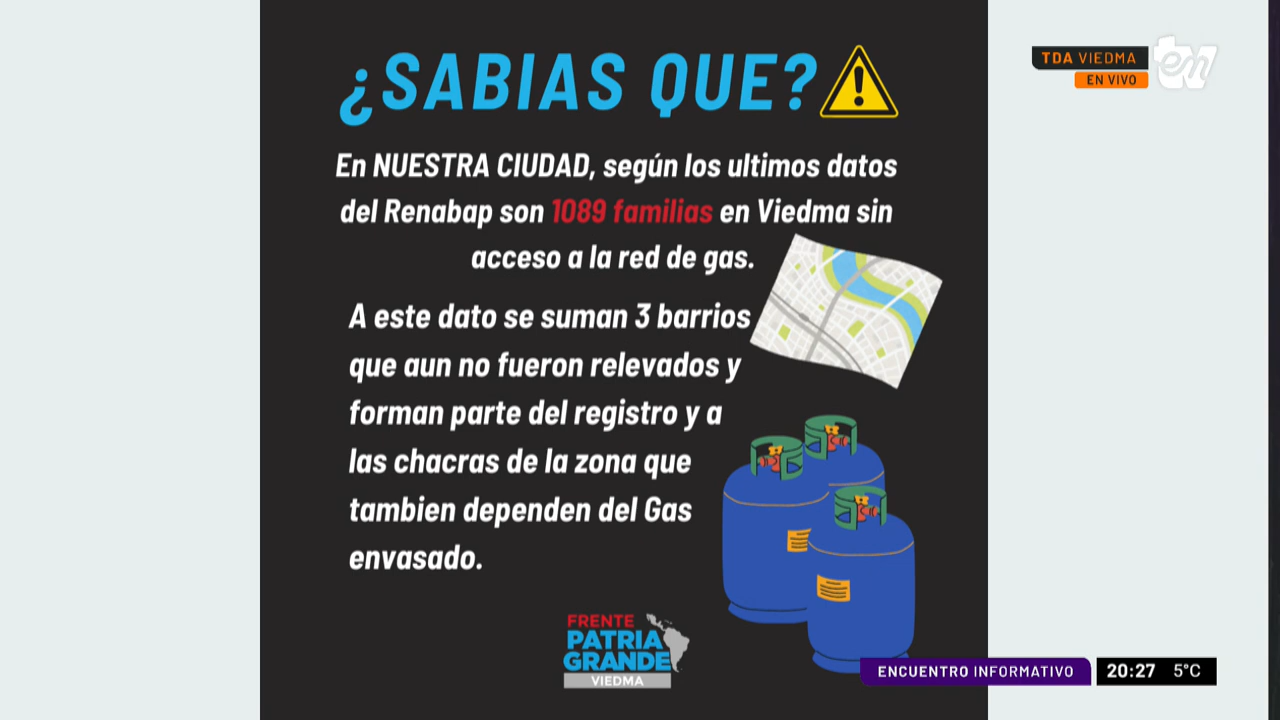 ¿SABIAS QUE?
TDA VIEDMA
EN VIVO
en
En NUESTRA CIUDAD, según los ultimos datos
del Renabap son 1089 familias en Viedma sin
acceso a la red de gas.
A este dato se suman 3 barrios
que aun no fueron relevados y
forman parte del registro y a
las chacras de la zona que
tambien dependen del Gas
envasado.
FRENTE
PATRIA
GRANDE
VIEDMA
ENCUENTRO INFORMATIVO
20:27 5°C